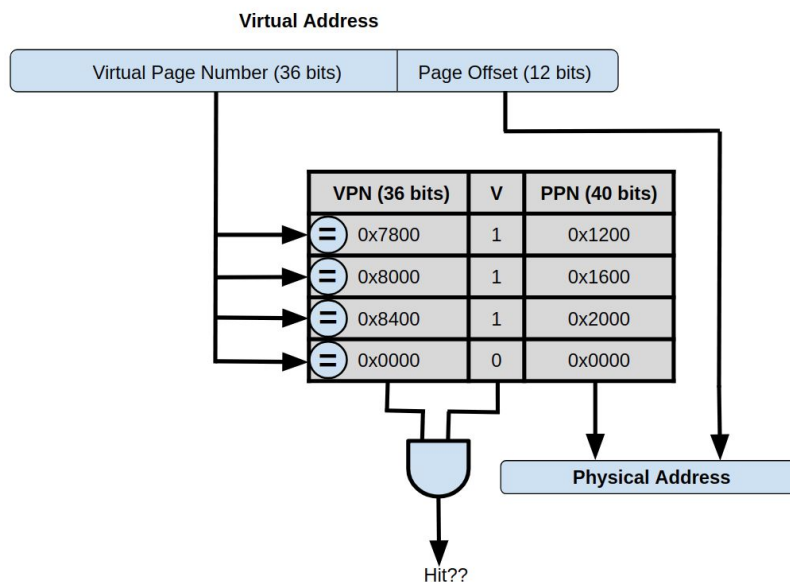 Virtual Address
Virtual Page Number (36 bits) Page Offset (12 bits)
VPN (36 bits) V PPN (40 bits)
= 0x7800 1 0x1200
= 0x8000 1 0x1600
= 0x8400 1 0x2000
= 0x0000 0 0x0000
Physical Address
Hit??